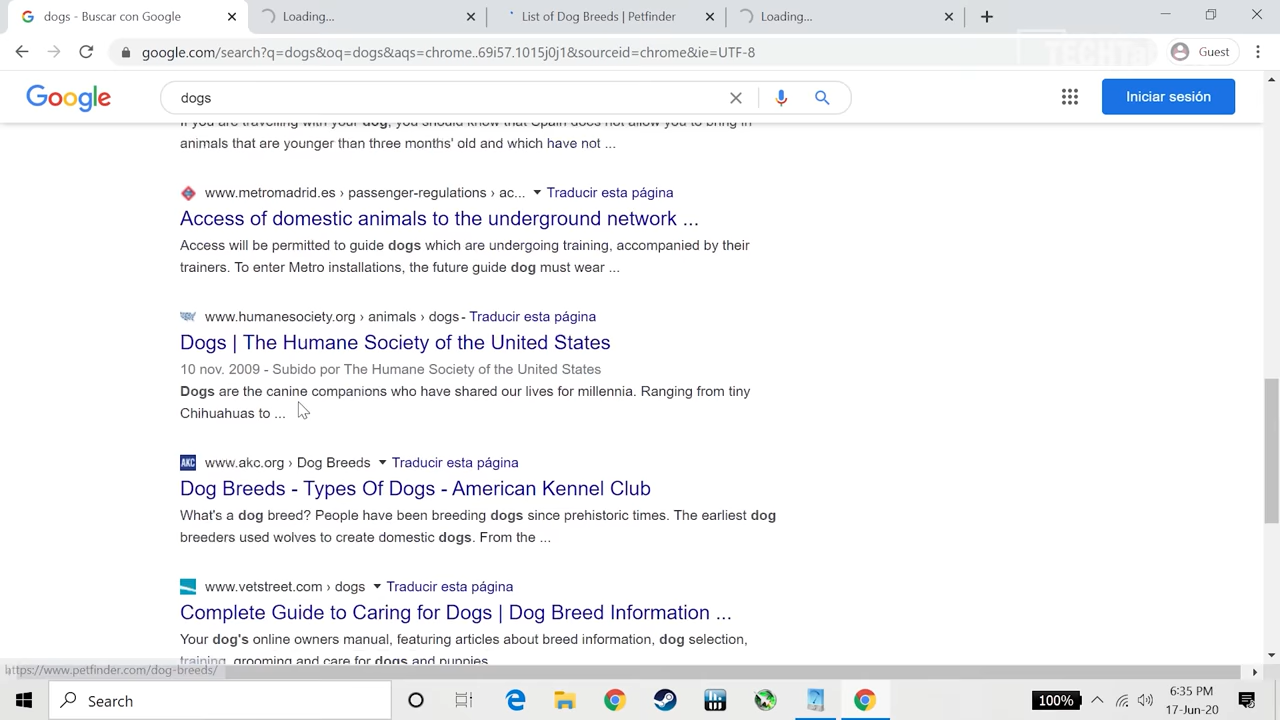 dogs - Buscar con Google
Loading...
List of Dog Breeds | Petfinder
Loading...
google.com/search?q=dogs&oq=dogs&aqs=chrome..69i57.1015j0j1&sourceid=chrome&ie=UTF-8
Guest
Google
dogs
Iniciar sesión
If you are travelling with your dog, you should know that Spain does not allow you to bring in
animals that are younger than three months' old and which have not ...
www.metromadrid.es › passenger-regulations › ac... Traducir esta página
Access of domestic animals to the underground network ...
Access will be permitted to guide dogs which are undergoing training, accompanied by their
trainers. To enter Metro installations, the future guide dog must wear ...
www.humanesociety.org › animals › dogs - Traducir esta página
Dogs | The Humane Society of the United States
10 nov. 2009 - Subido por The Humane Society of the United States
Dogs are the canine companions who have shared our lives for millennia. Ranging from tiny
Chihuahuas to ...
AKC www.akc.org › Dog Breeds Traducir esta página
Dog Breeds - Types Of Dogs - American Kennel Club
What's a dog breed? People have been breeding dogs since prehistoric times. The earliest dog
breeders used wolves to create domestic dogs. From the ...
www.vetstreet.com › dogs Traducir esta página
Complete Guide to Caring for Dogs | Dog Breed Information ...
Your dog's online owners manual, featuring articles about breed information, dog selection,
training, grooming and care for dogs and puppies
https://www.petfinder.com/dog-breeds/
Search
100%
6:35 PM
17-Jun-20